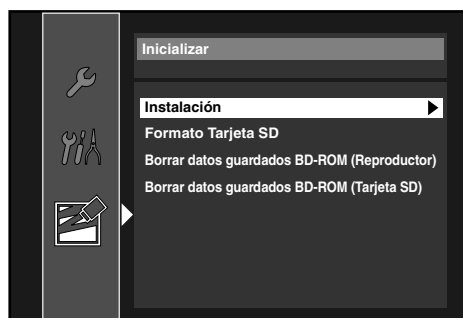 Inicializar
Instalación
Formato Tarjeta SD
Borrar datos guardados BD-ROM (Reproductor)
Borrar datos guardados BD-ROM (Tarjeta SD)